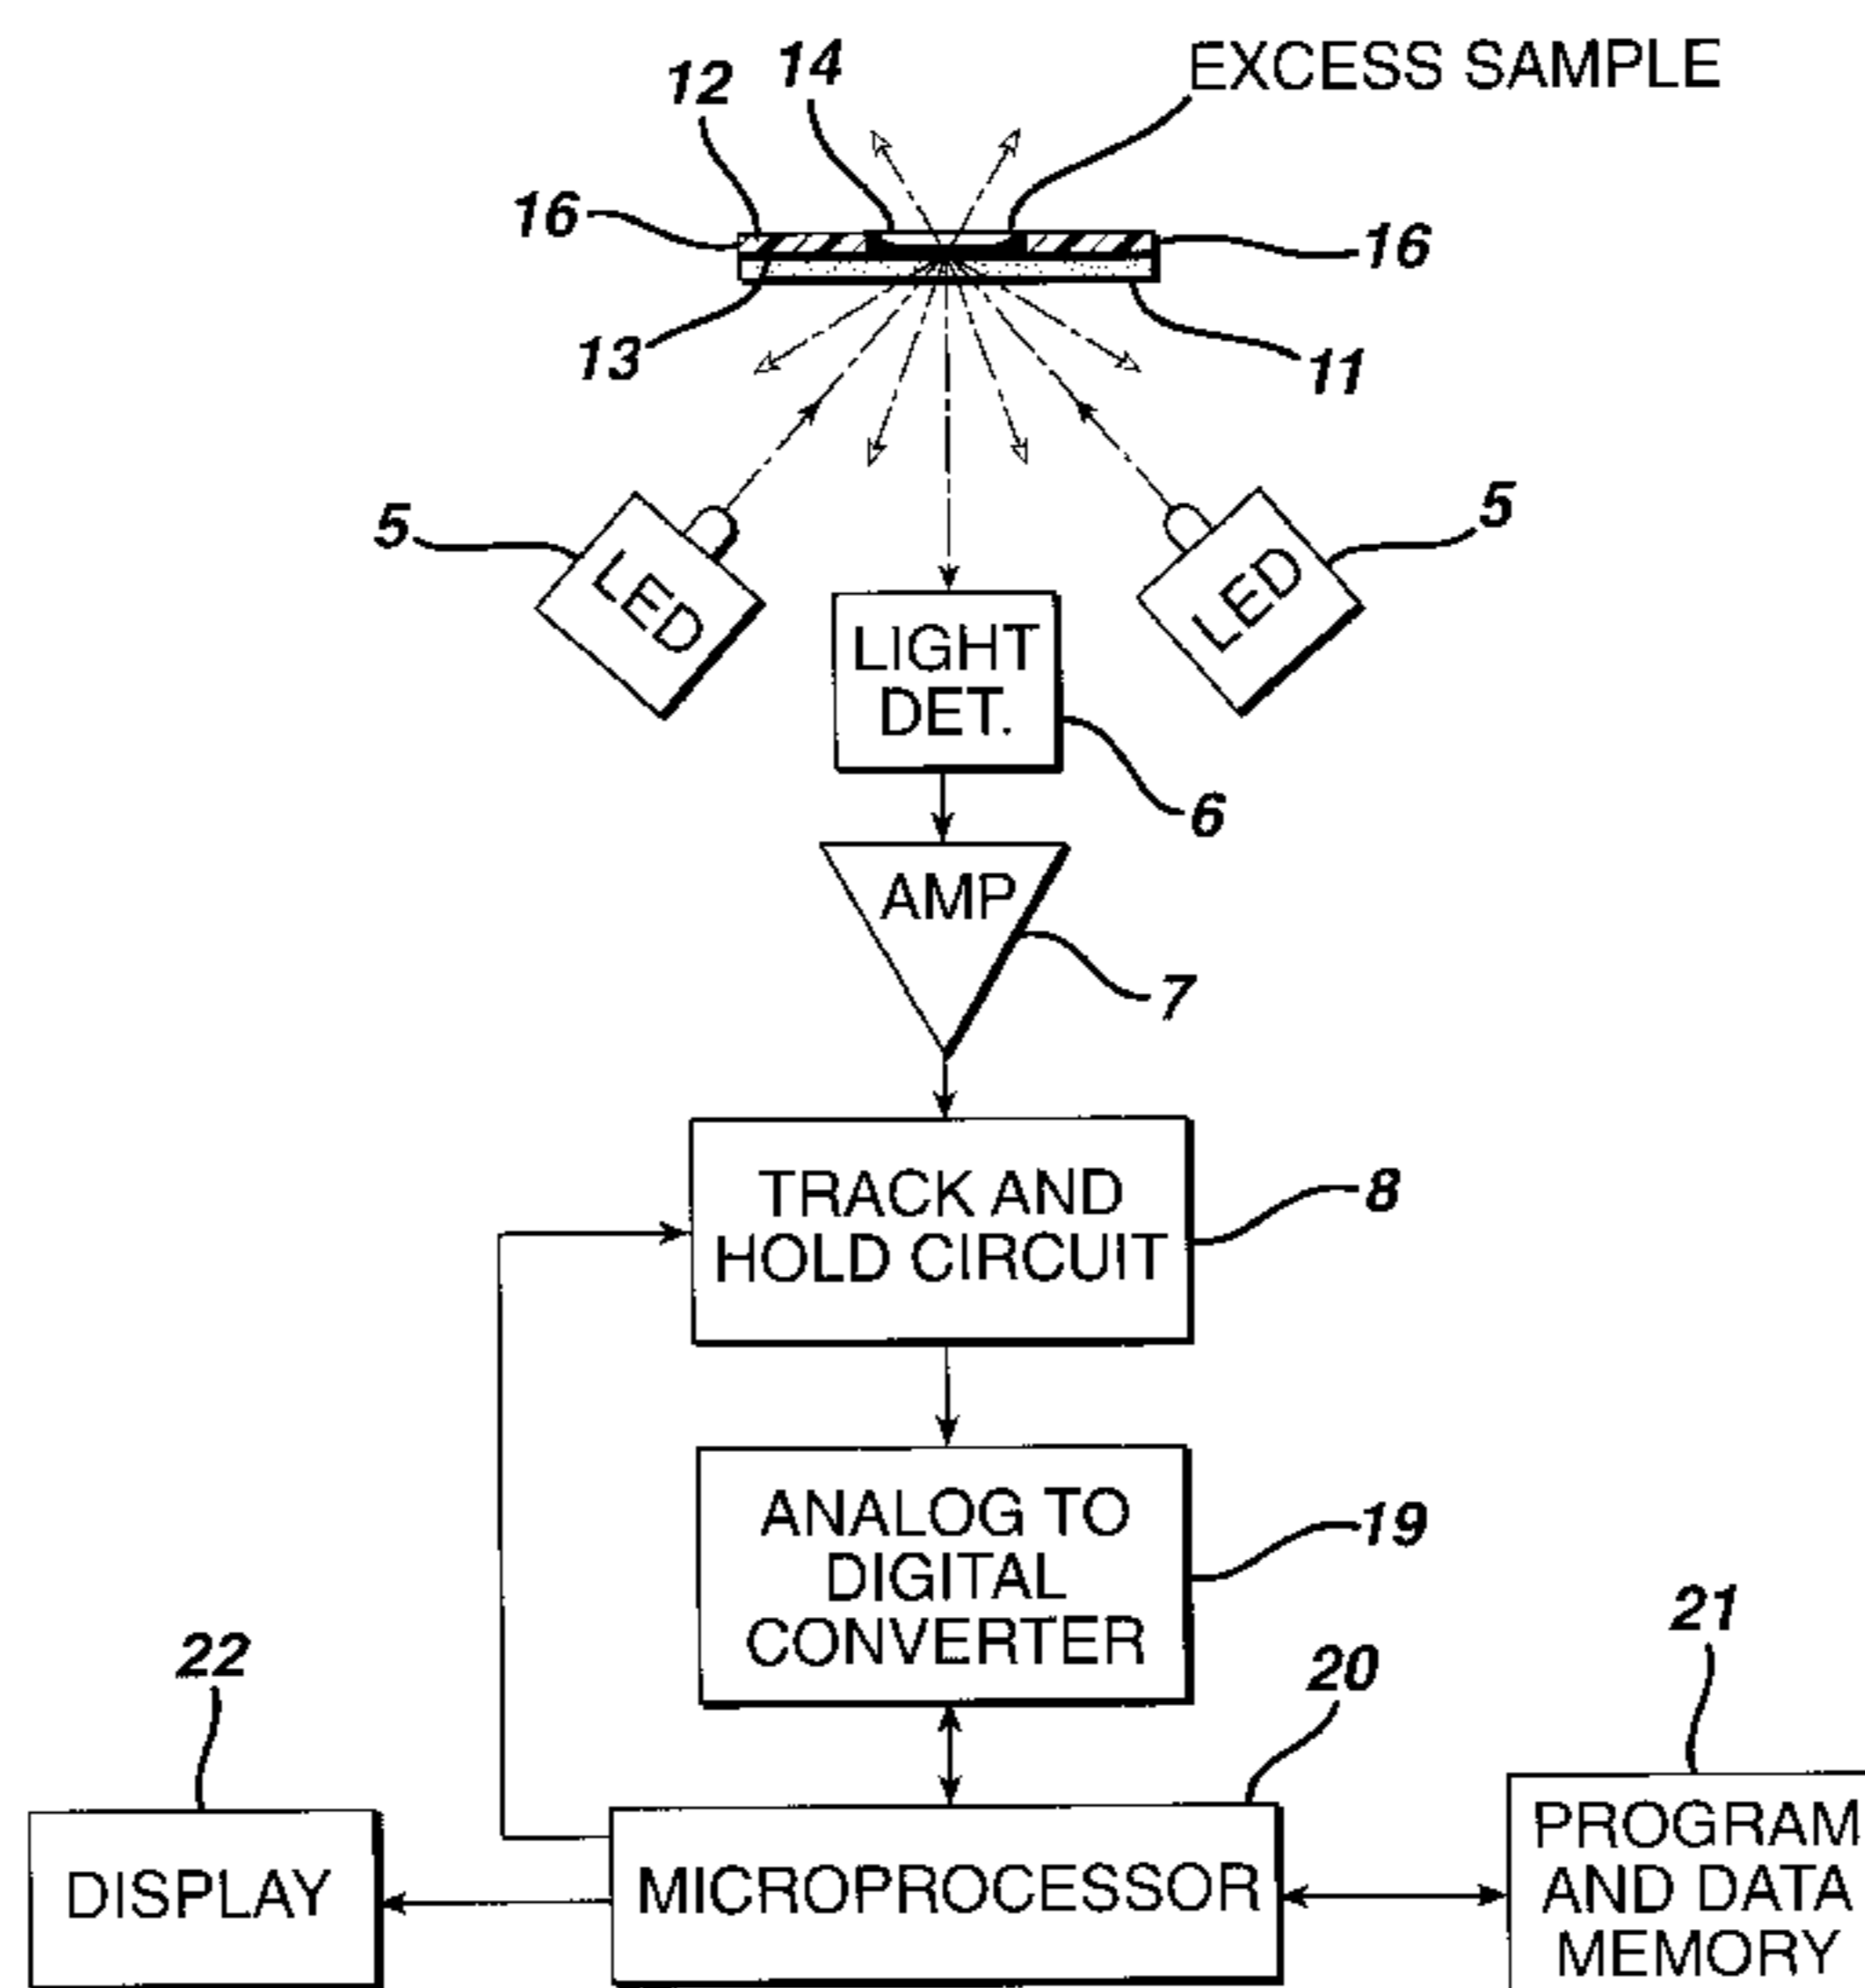 EXCESS SAMPLE
14
12
16
16
13
11
5
5
LED
LED
LIGHT
DET.
6
AMP
7
TRACK AND
HOLD CIRCUIT
8
ANALOG TO
DIGITAL
CONVERTER
19
20
21
22
DISPLAY
MICROPROCESSOR
PROGRAM
AND DATA
MEMORY